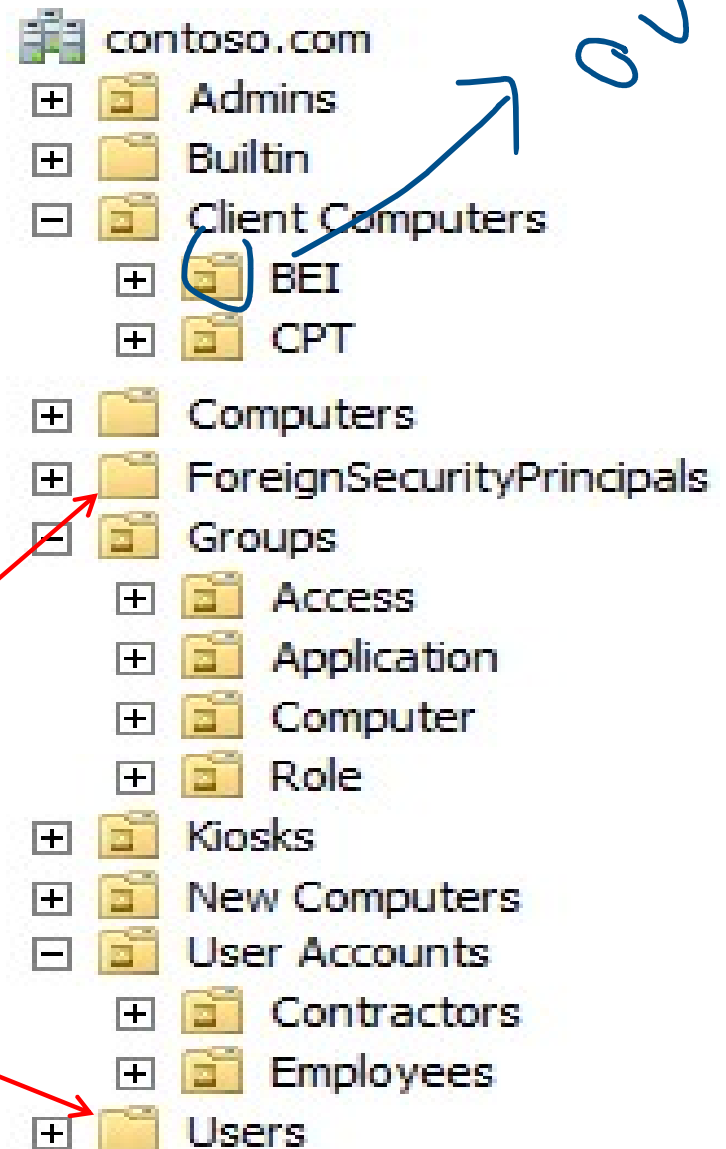 contoso.com
OU
Admins
Builtin
Client Computers
BEI
CPT
Computers
ForeignSecurityPrincipals
Groups
Access
Application
Computer
Role
Kiosks
New Computers
User Accounts
Contractors
Employees
Users